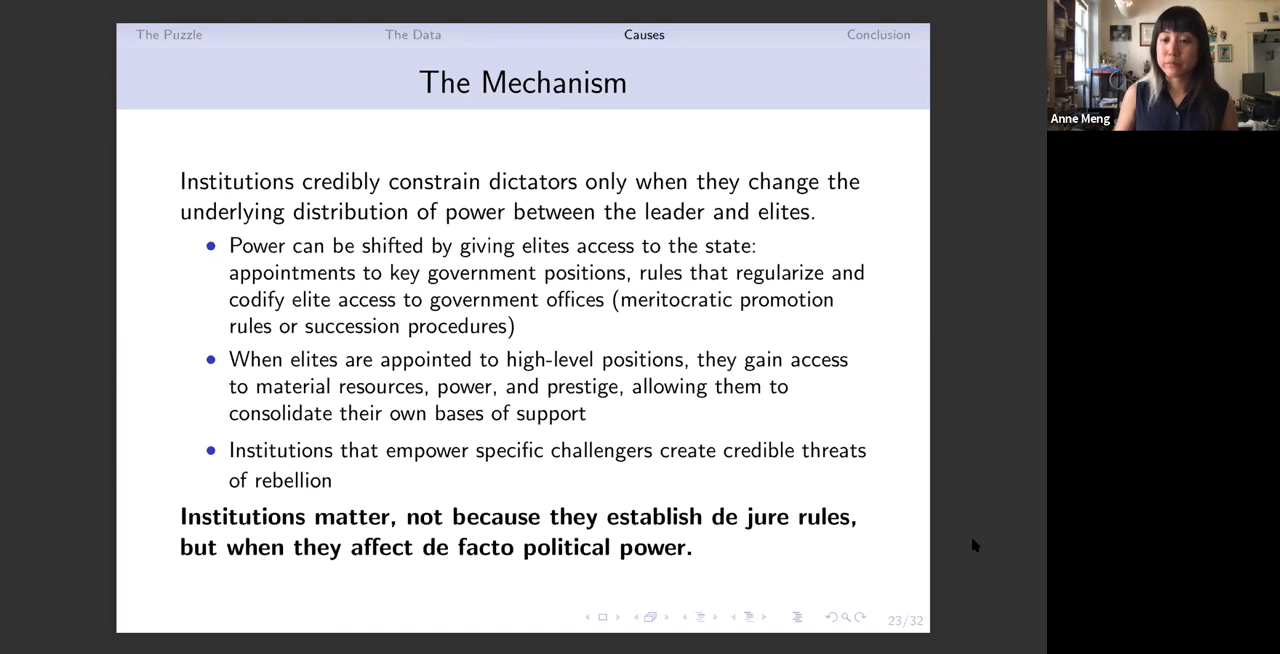 The Puzzle The Data Causes Conclusion
The Mechanism
Institutions credibly constrain dictators only when they change the
underlying distribution of power between the leader and elites.
• Power can be shifted by giving elites access to the state:
appointments to key government positions, rules that regularize and
codify elite access to government offices (meritocratic promotion
rules or succession procedures)
• When elites are appointed to high-level positions, they gain access
to material resources, power, and prestige, allowing them to
consolidate their own bases of support
• Institutions that empower specific challengers create credible threats
of rebellion
Institutions matter, not because they establish de jure rules,
but when they affect de facto political power.
23/32
Anne Meng